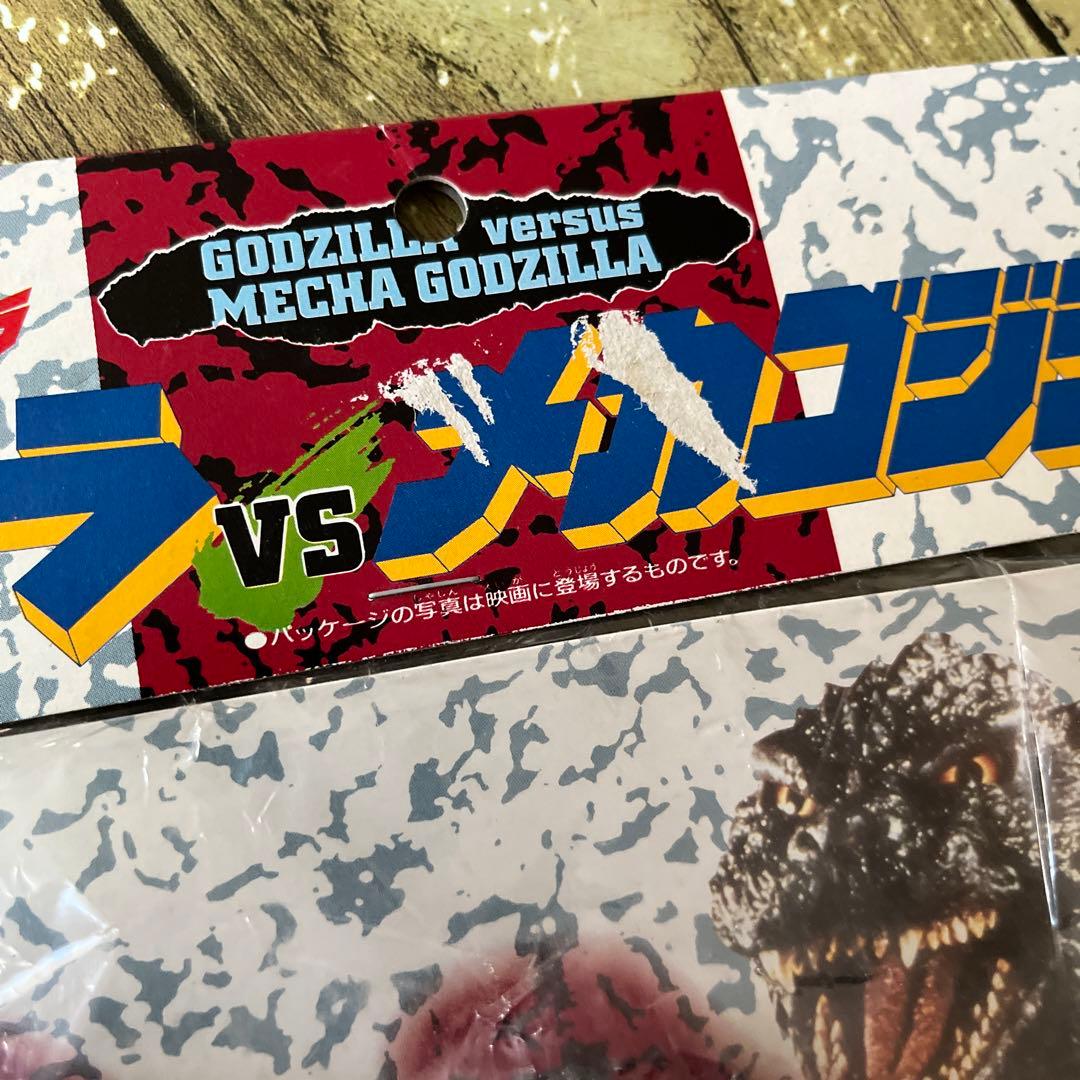 GODZILLA versus
MECHA GODZILLA
ラ VS メカゴジ
●パッケージの写真は映画に登場するものです。